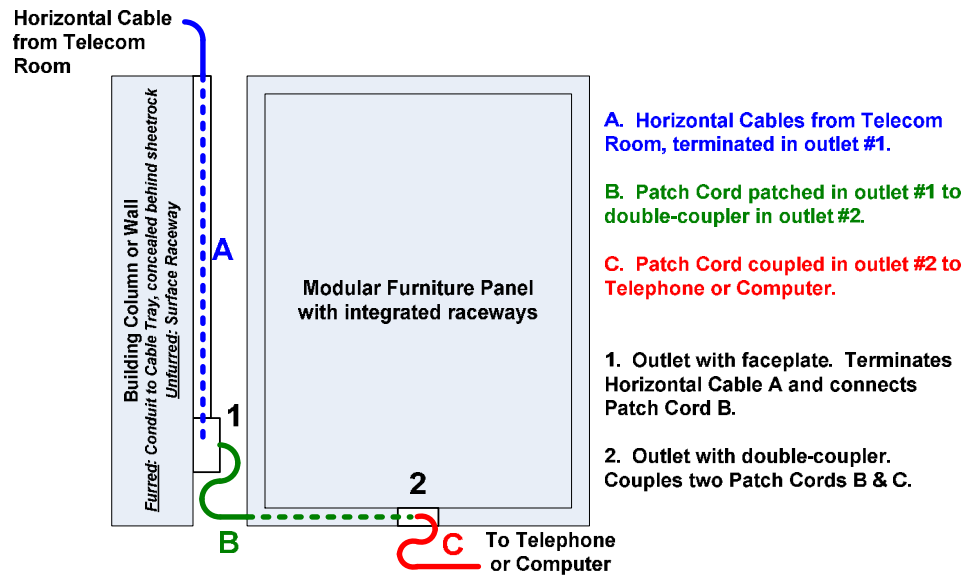 Horizontal Cable
from Telecom
Room
Building Column or Wall
Furred: Conduit to Cable Tray, concealed behind sheetrock
Unfurred: Surface Raceway
A
1
B
Modular Furniture Panel
with integrated raceways
2
C
To Telephone
or Computer
A. Horizontal Cables from Telecom
Room, terminated in outlet #1.
B. Patch Cord patched in outlet #1 to
double-coupler in outlet #2.
C. Patch Cord coupled in outlet #2 to
Telephone or Computer.
1. Outlet with faceplate. Terminates
Horizontal Cable A and connects
Patch Cord B.
2. Outlet with double-coupler.
Couples two Patch Cords B & C.